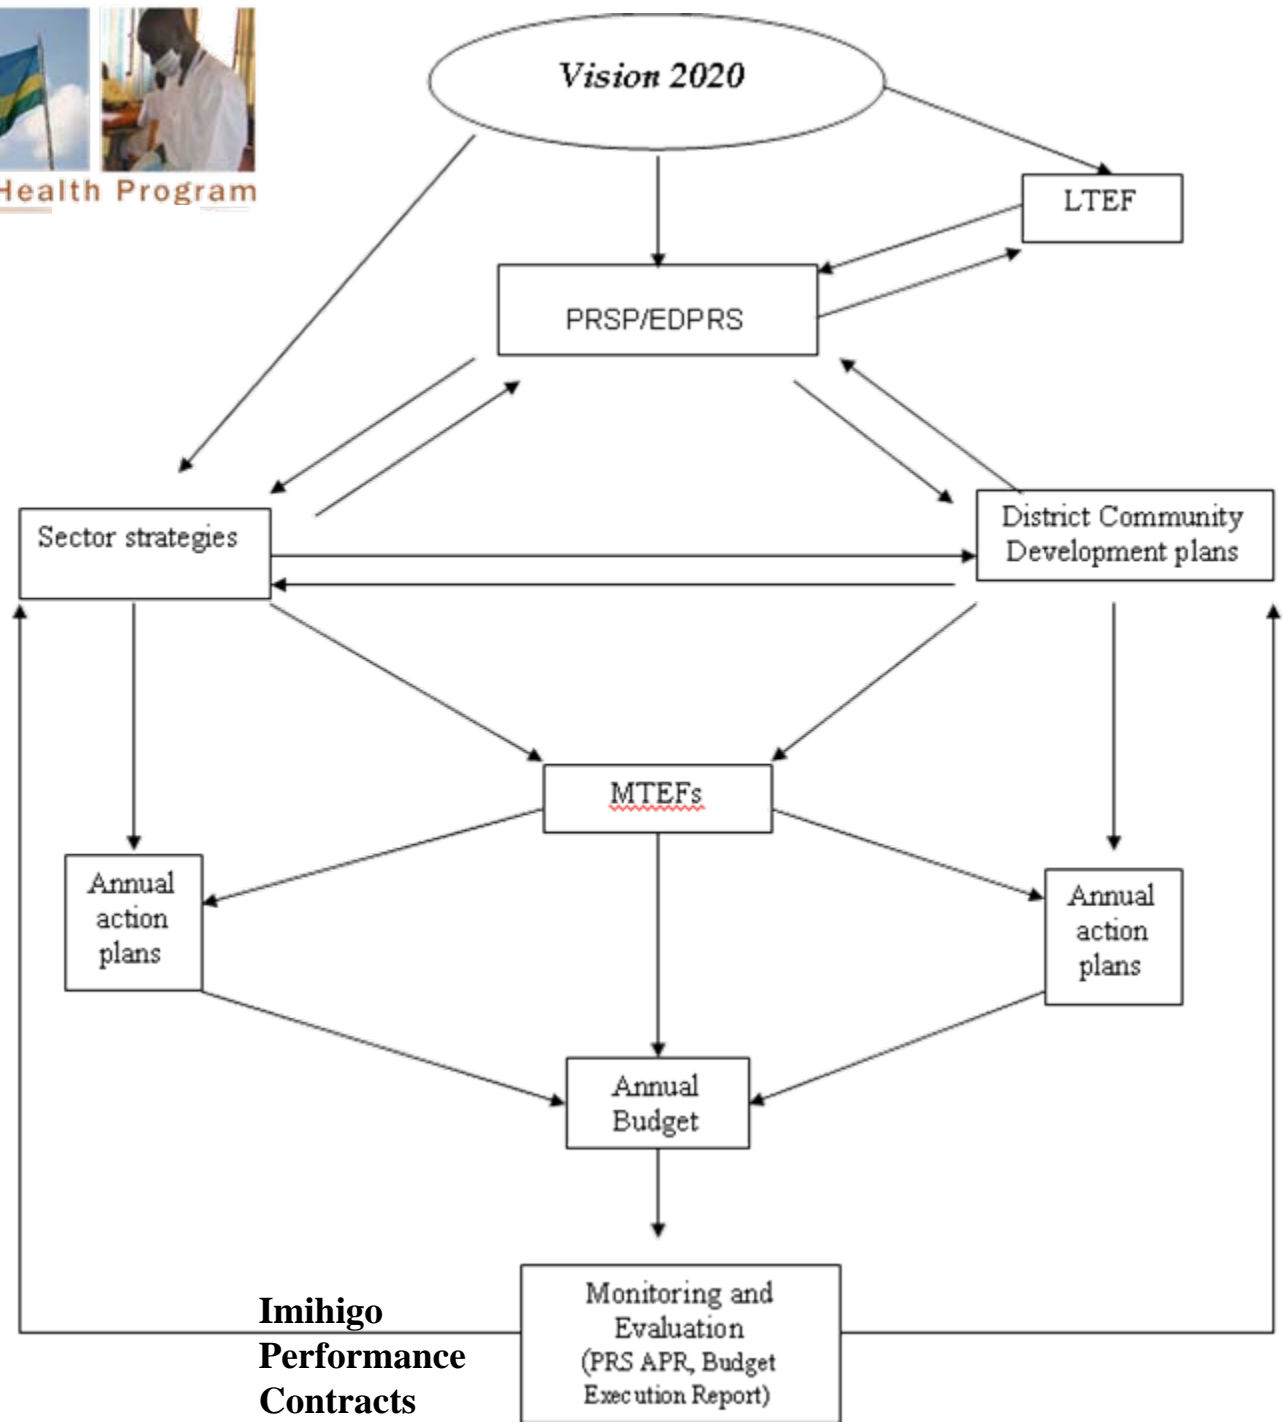 Health Program
Vision 2020
LTEF
PRSP/EDPRS
Sector strategies
District Community
Development plans
MTEFs
Annual
action
plans
Annual
action
plans
Annual
Budget
Monitoring and
Evaluation
(PRS APR, Budget
Execution Report)
Imihigo
Performance
Contracts